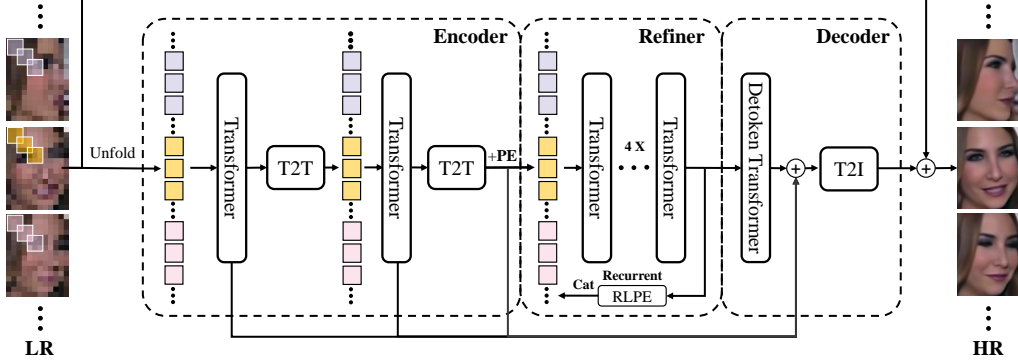 Encoder
Refiner
Decoder
Unfold
Transformer
T2T
Transformer
T2T
+PE
Transformer
4 X
Transformer
Detoken Transformer
+
T2I
+
Cat
Recurrent
RLPE
LR
HR